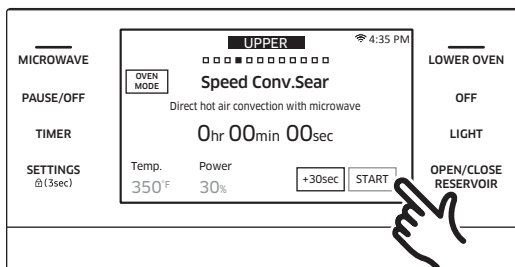 MICROWAVE
PAUSE/OFF
TIMER
SETTINGS
(3sec)
UPPER
4:35 PM
OVEN
MODE
Speed Conv.Sear
Direct hot air convection with microwave
0hr 00min 00sec
Temp.
Power
350°F
30%
+30sec
START
LOWER OVEN
OFF
LIGHT
OPEN/CLOSE
RESERVOIR